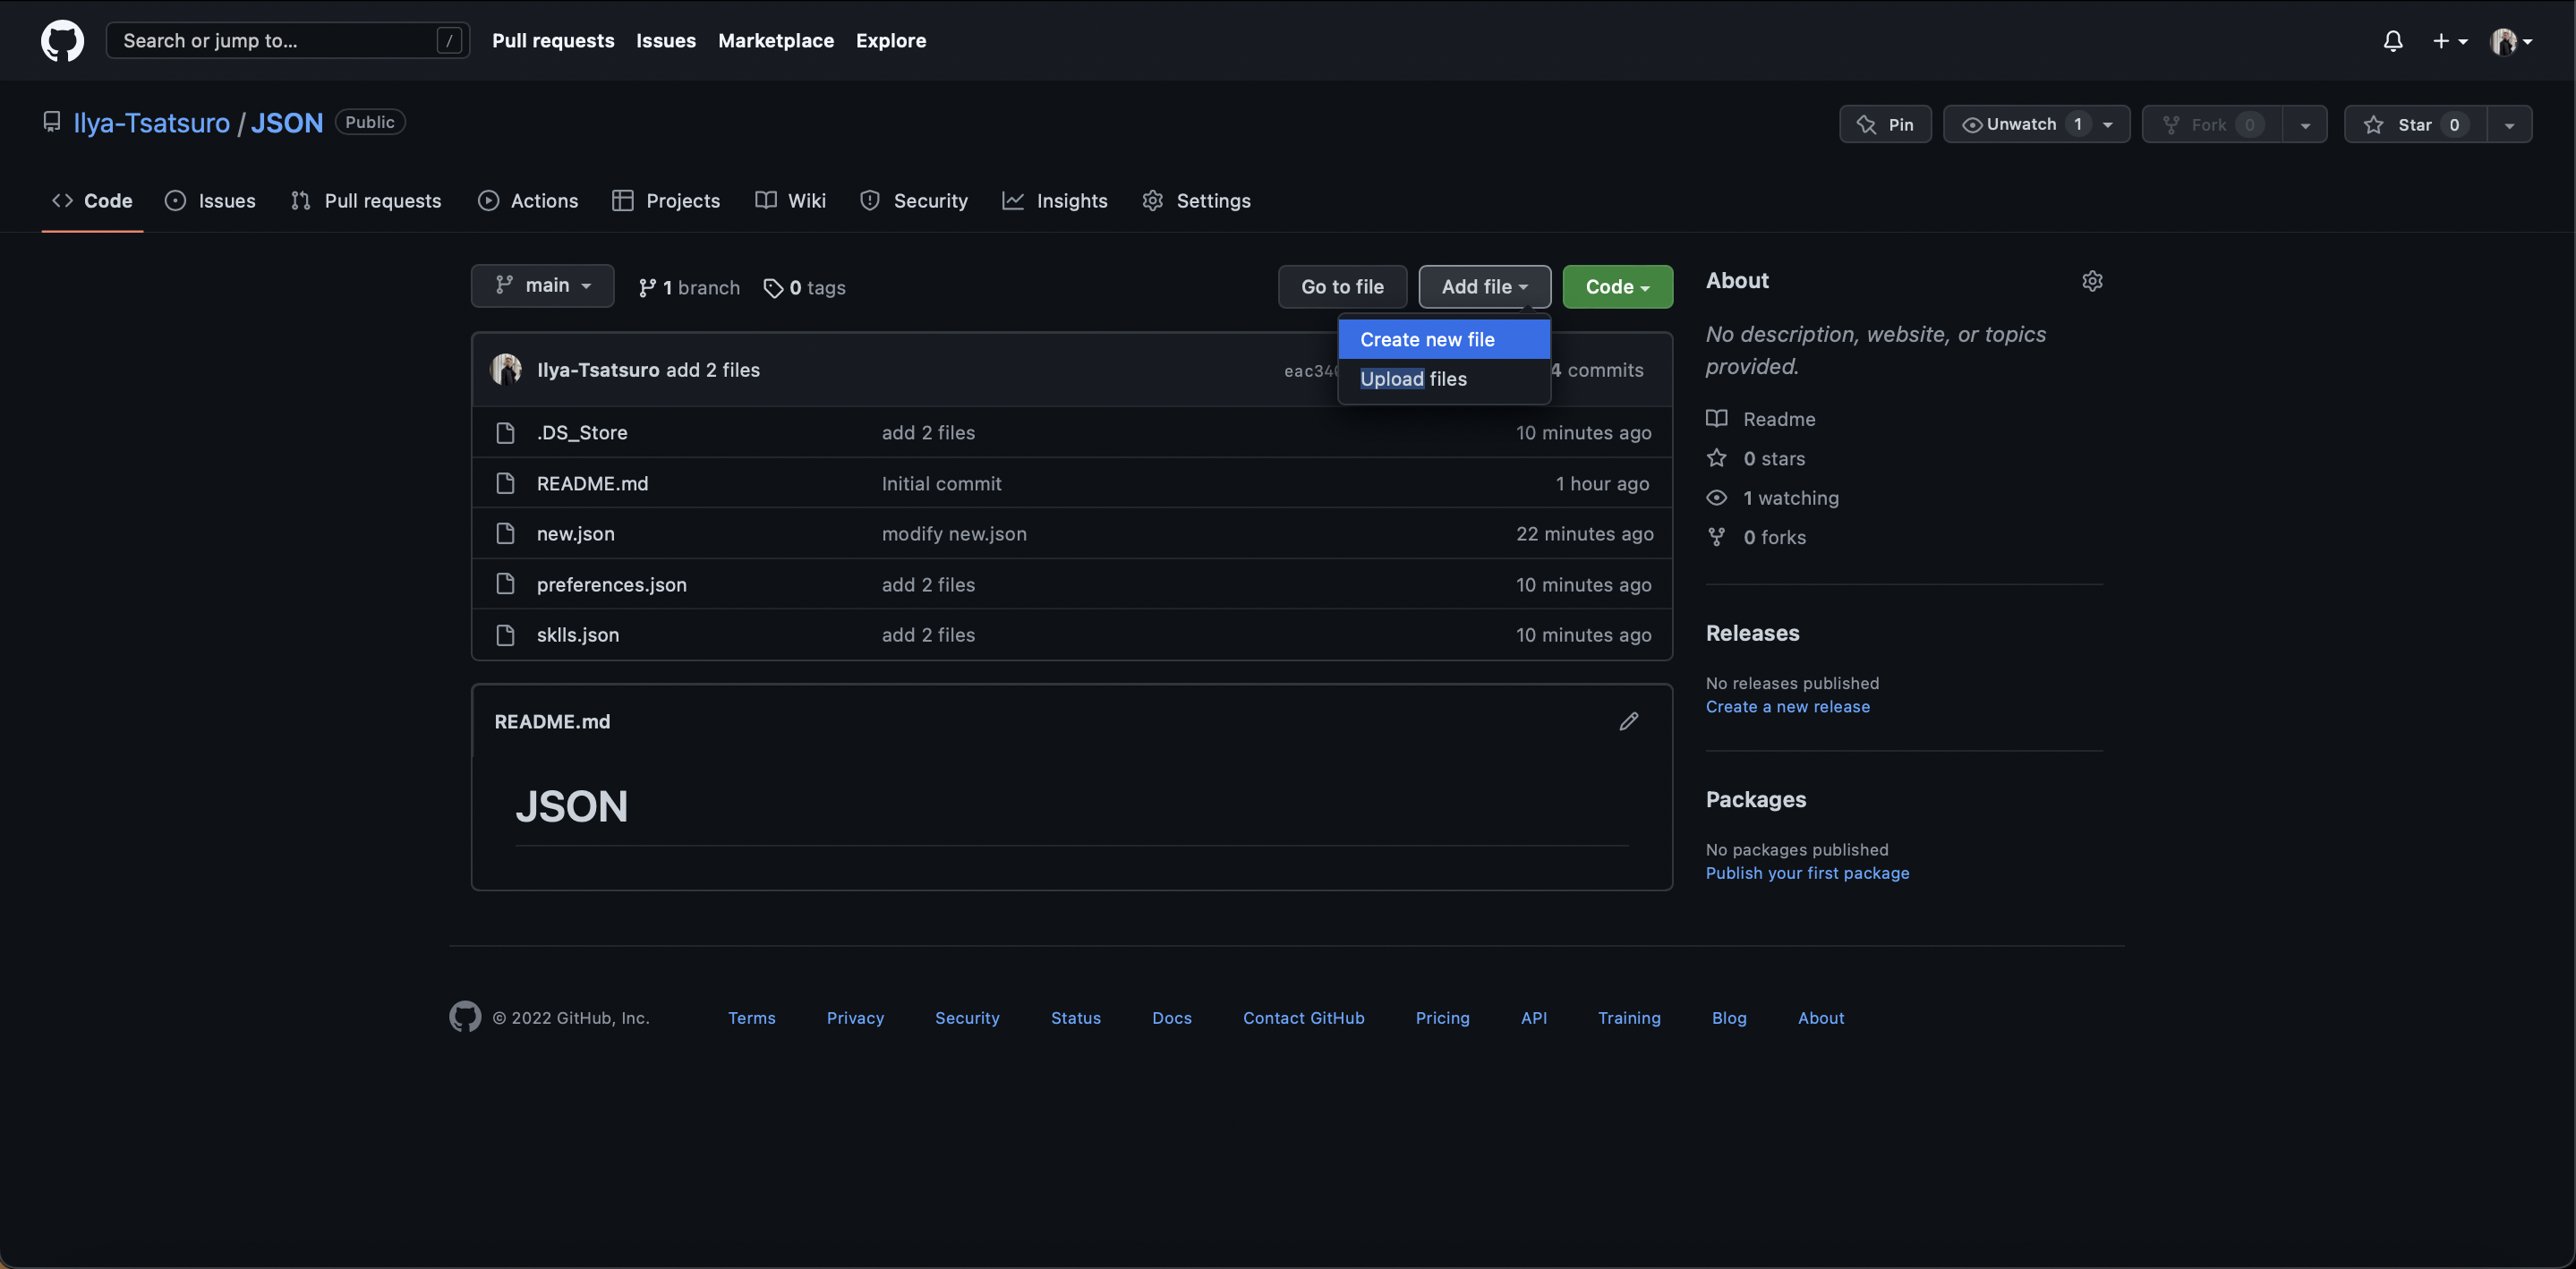 Search or jump to... / Pull requests Issues Marketplace Explore
Ilya-Tsatsuro / JSON Public Pin Unwatch 1 Fork 0 Star 0
Code Issues Pull requests Actions Projects Wiki Security Insights Settings
main 1 branch 0 tags Go to file Add file Code
Create new file
Upload files
Ilya-Tsatsuro add 2 files commits
.DS_Store add 2 files 10 minutes ago
README.md Initial commit 1 hour ago
new.json modify new.json 22 minutes ago
preferences.json add 2 files 10 minutes ago
sklls.json add 2 files 10 minutes ago
README.md
JSON
About
No description, website, or topics
provided.
Readme
0 stars
1 watching
0 forks
Releases
No releases published
Create a new release
Packages
No packages published
Publish your first package
© 2022 GitHub, Inc. Terms Privacy Security Status Docs Contact GitHub Pricing API Training Blog About